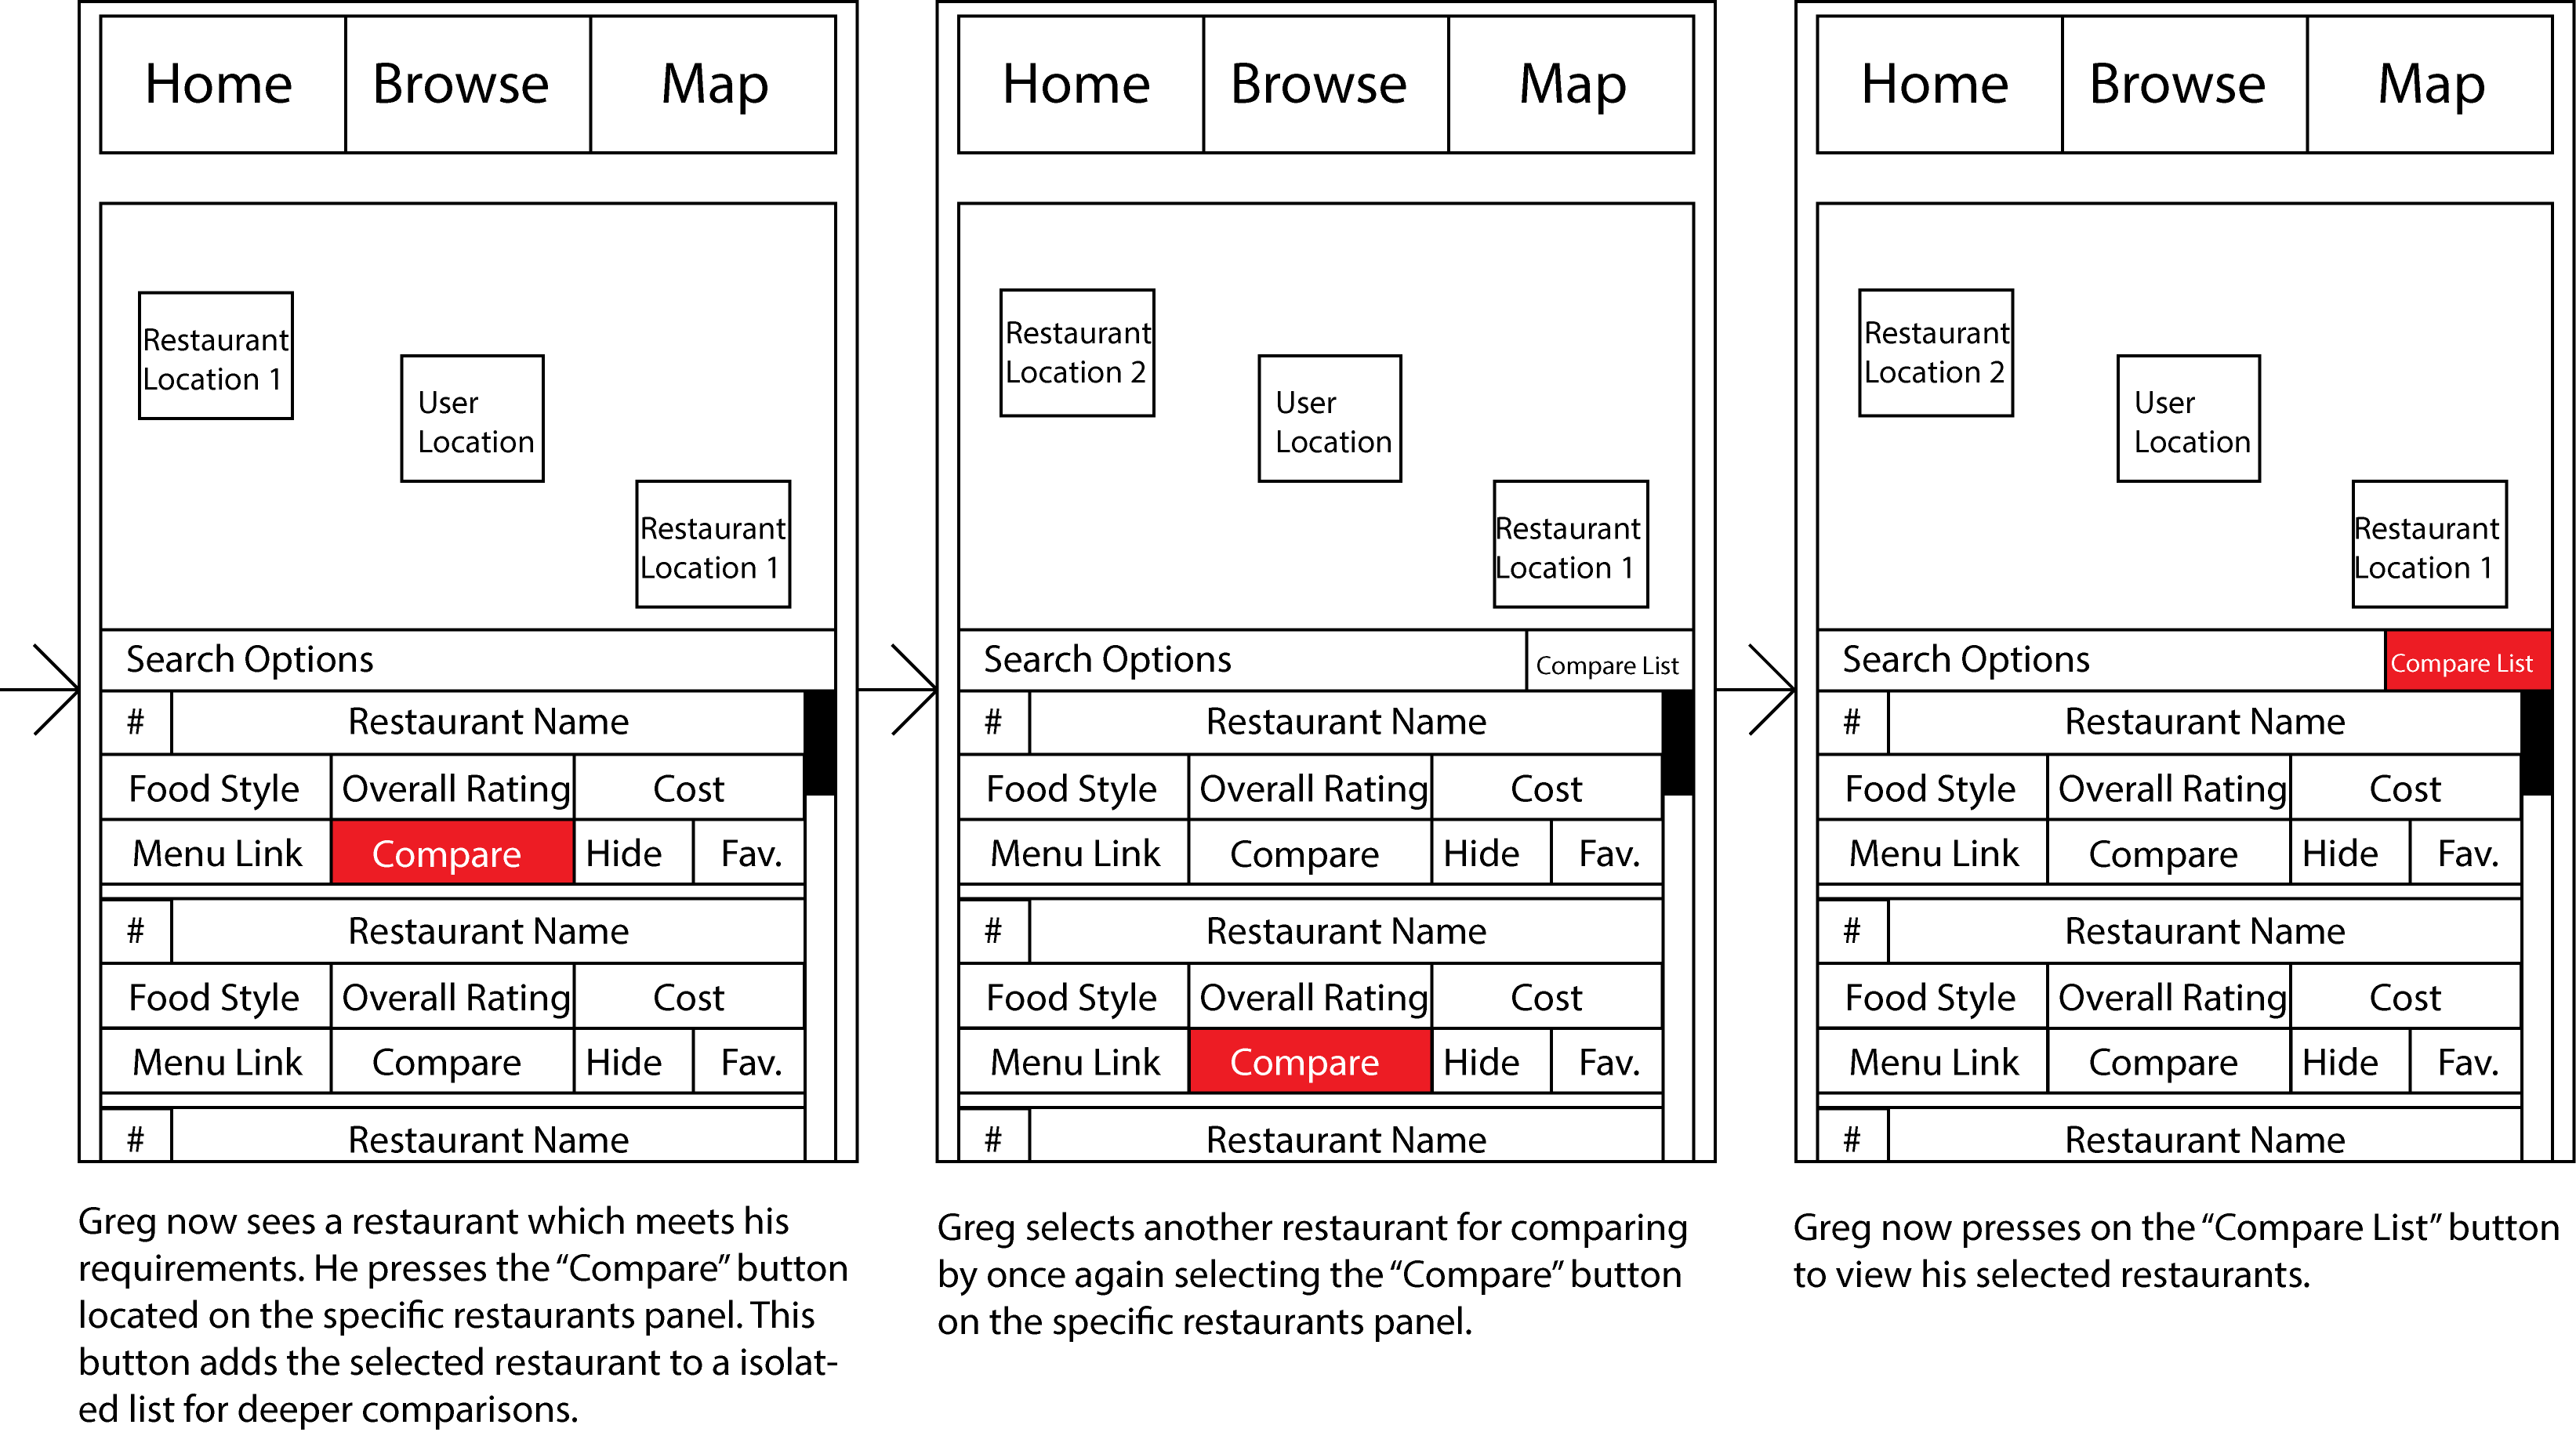 Home Browse Map
Restaurant
Location 1
User
Location
Restaurant
Location 1
Search Options
# Restaurant Name
Food Style Overall Rating Cost
Menu Link Compare Hide Fav.
# Restaurant Name
Food Style Overall Rating Cost
Menu Link Compare Hide Fav.
# Restaurant Name
Greg now sees a restaurant which meets his
requirements. He presses the “Compare” button
located on the specific restaurants panel. This
button adds the selected restaurant to a isolat-
ed list for deeper comparisons.
Home Browse Map
Restaurant
Location 2
User
Location
Restaurant
Location 1
Search Options Compare List
# Restaurant Name
Food Style Overall Rating Cost
Menu Link Compare Hide Fav.
# Restaurant Name
Food Style Overall Rating Cost
Menu Link Compare Hide Fav.
# Restaurant Name
Greg selects another restaurant for comparing
by once again selecting the “Compare” button
on the specific restaurants panel.
Home Browse Map
Restaurant
Location 2
User
Location
Restaurant
Location 1
Search Options Compare List
# Restaurant Name
Food Style Overall Rating Cost
Menu Link Compare Hide Fav.
# Restaurant Name
Food Style Overall Rating Cost
Menu Link Compare Hide Fav.
# Restaurant Name
Greg now presses on the “Compare List” button
to view his selected restaurants.